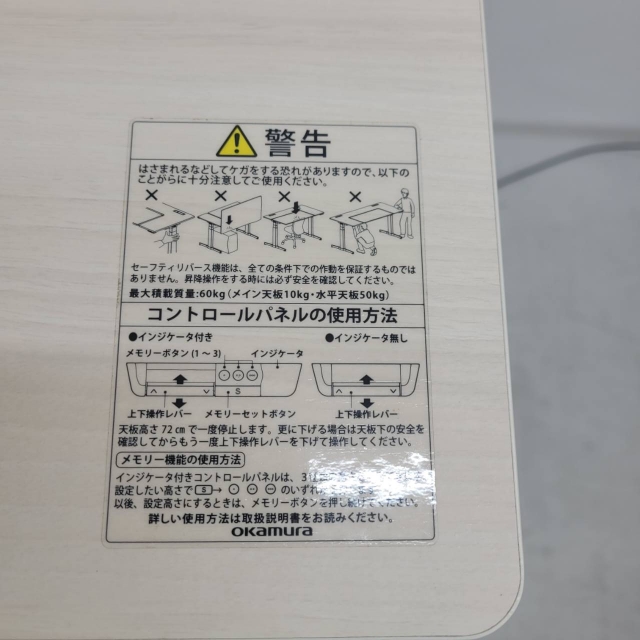 警告
はさまれるなどしてケガをする恐れがありますので、以下の
ことがらに十分注意してご使用ください。
セーフティリバース機能は、全ての条件下での作動を保証するものでは
ありません。昇降操作をする時には必ず安全を確認してください。
最大積載質量:60kg(メイン天板10kg・水平天板50kg)
コントロールパネルの使用方法
●インジケータ付き ●インジケータ無し
メモリーボタン(1～3) インジケータ
S
上下操作レバー メモリーセットボタン 上下操作レバー
天板高さ72㎝で一度停止します。更に下げる場合は天板下の安全を
確認してからもう一度上下操作レバーを下げて操作してください。
メモリー機能の使用方法
インジケータ付きコントロールパネルは、3
設定したい高さでS→ のいずれ
以後、設定高さにするときは、メモリーボタンを押し続けてください。
詳しい使用方法は取扱説明書をお読みください。
okamura